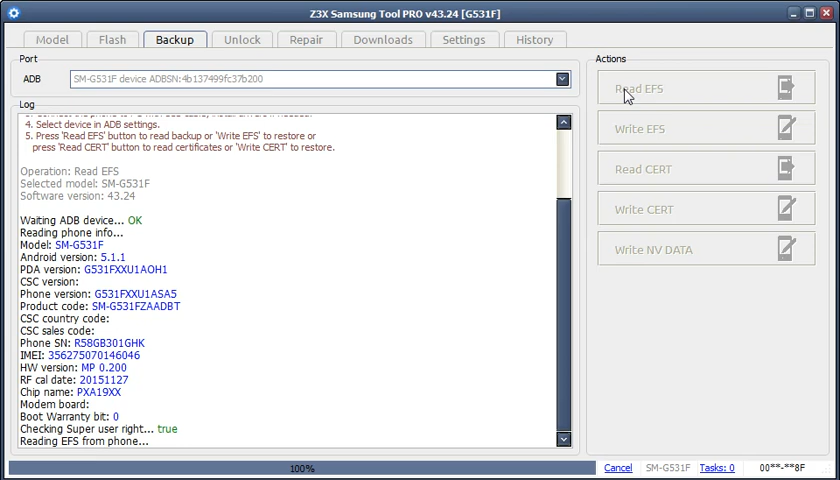 Z3X Samsung Tool PRO v43.24 [G531F]
Model
Flash
Backup
Unlock
Repair
Downloads
Settings
History
Port
ADB
SM-G531F device ADBSN:4b137499fc37b200
Log
4. Select device in ADB settings.
5. Press 'Read EFS' button to read backup or 'Write EFS' to restore or
press 'Read CERT' button to read certificates or 'Write CERT' to restore.
Operation: Read EFS
Selected model: SM-G531F
Software version: 43.24
Waiting ADB device... OK
Reading phone info...
Model: SM-G531F
Android version: 5.1.1
PDA version: G531FXXU1AOH1
CSC version:
Phone version: G531FXXU1ASA5
Product code: SM-G531FZAADBT
CSC country code:
CSC sales code:
Phone SN: R58GB301GHK
IMEI: 356275070146046
HW version: MP 0.200
RF cal date: 20151127
Chip name: PXA19XX
Modem board:
Boot Warranty bit: 0
Checking Super user right... true
Reading EFS from phone...
Actions
Read EFS
Write EFS
Read CERT
Write CERT
Write NV DATA
100%
Cancel
SM-G531F
Tasks: 0
00**-**8F